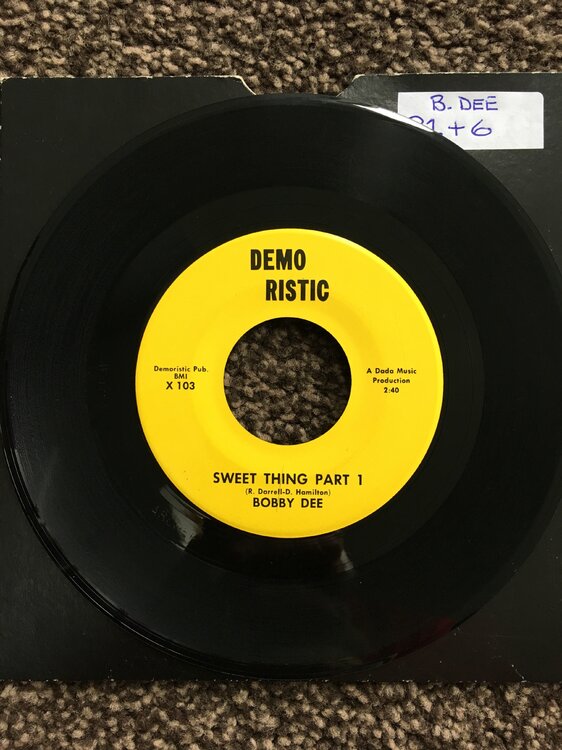 B. DEE
+6
DEMO
RISTIC
Demoristic Pub.
BMI
X 103
A Dada Music
Production
2:40
SWEET THING PART 1
(R. Darrell-D. Hamilton)
BOBBY DEE